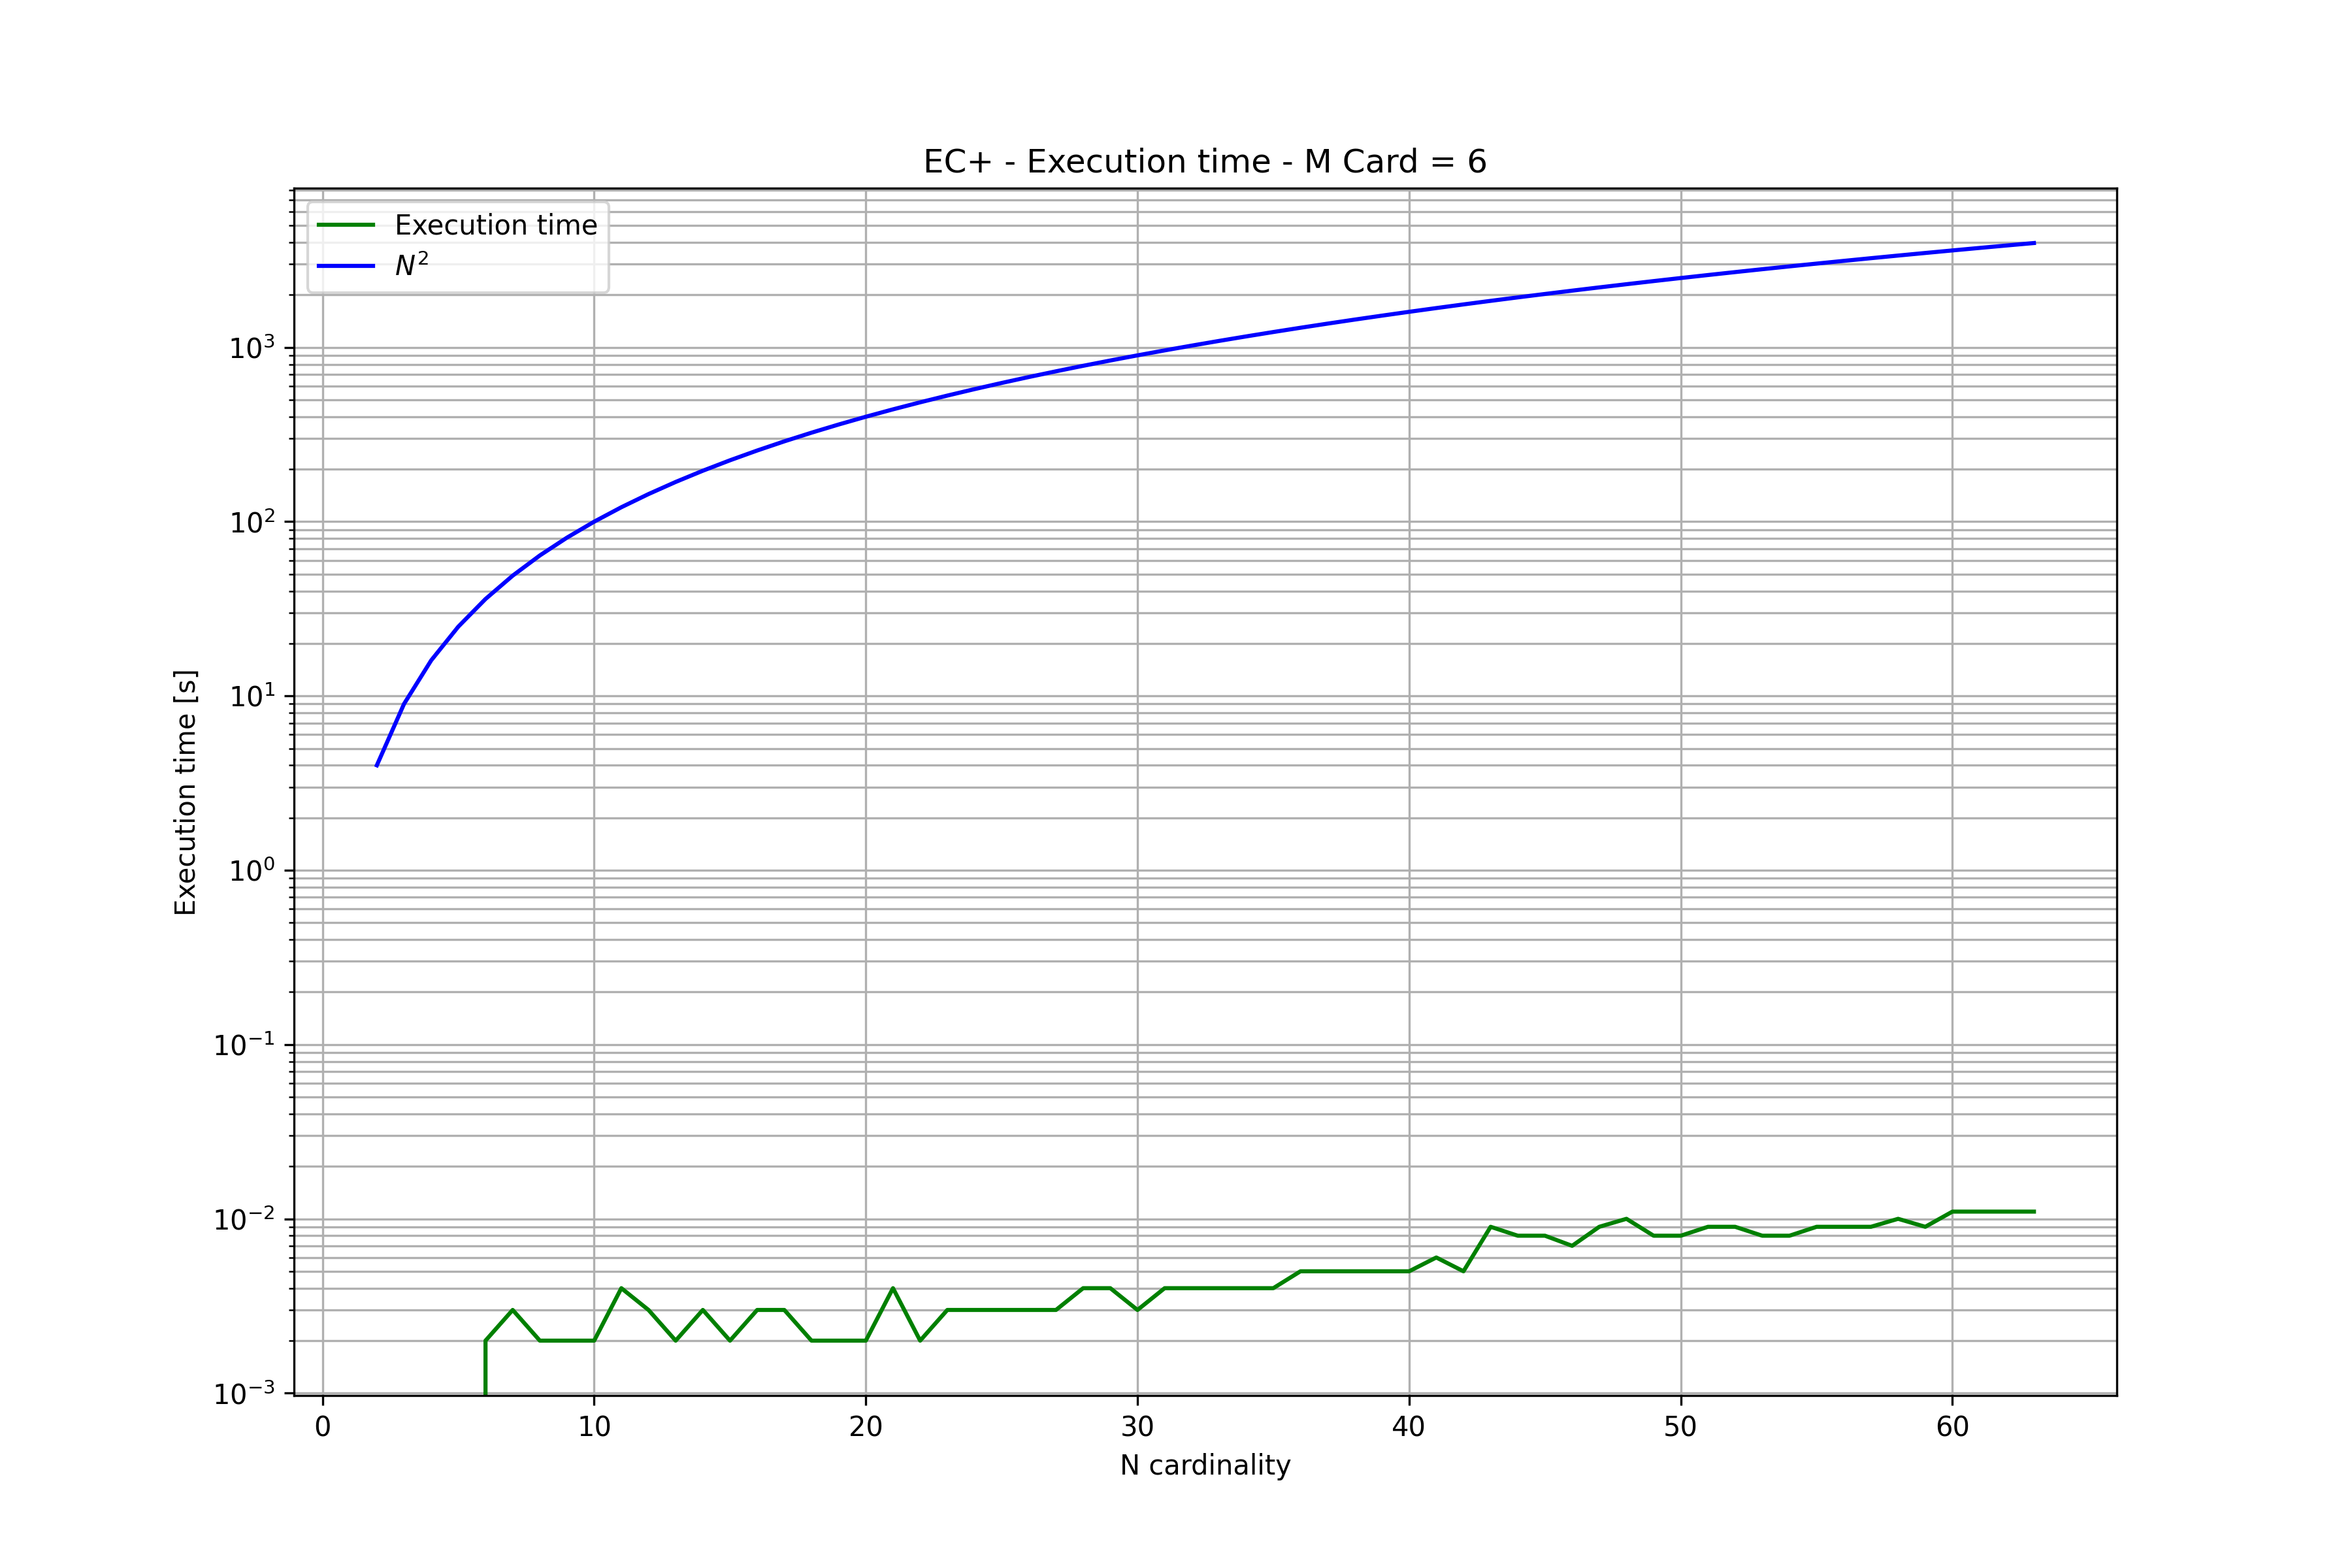 EC+ - Execution time - M Card = 6
Execution time
N²
10³
10²
10¹
10⁰
10⁻¹
10⁻²
10⁻³
Execution time [s]
0 10 20 30 40 50 60
N cardinality